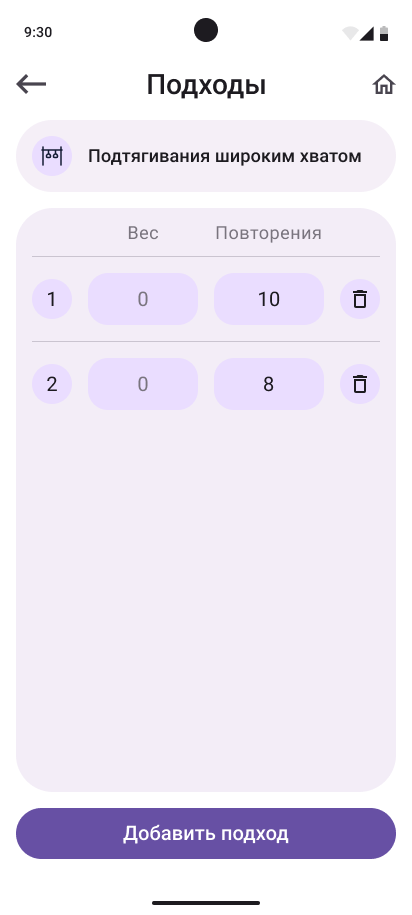 9:30
Подходы
Подтягивания широким хватом
Вес Повторения
1 0 10
2 0 8
Добавить подход